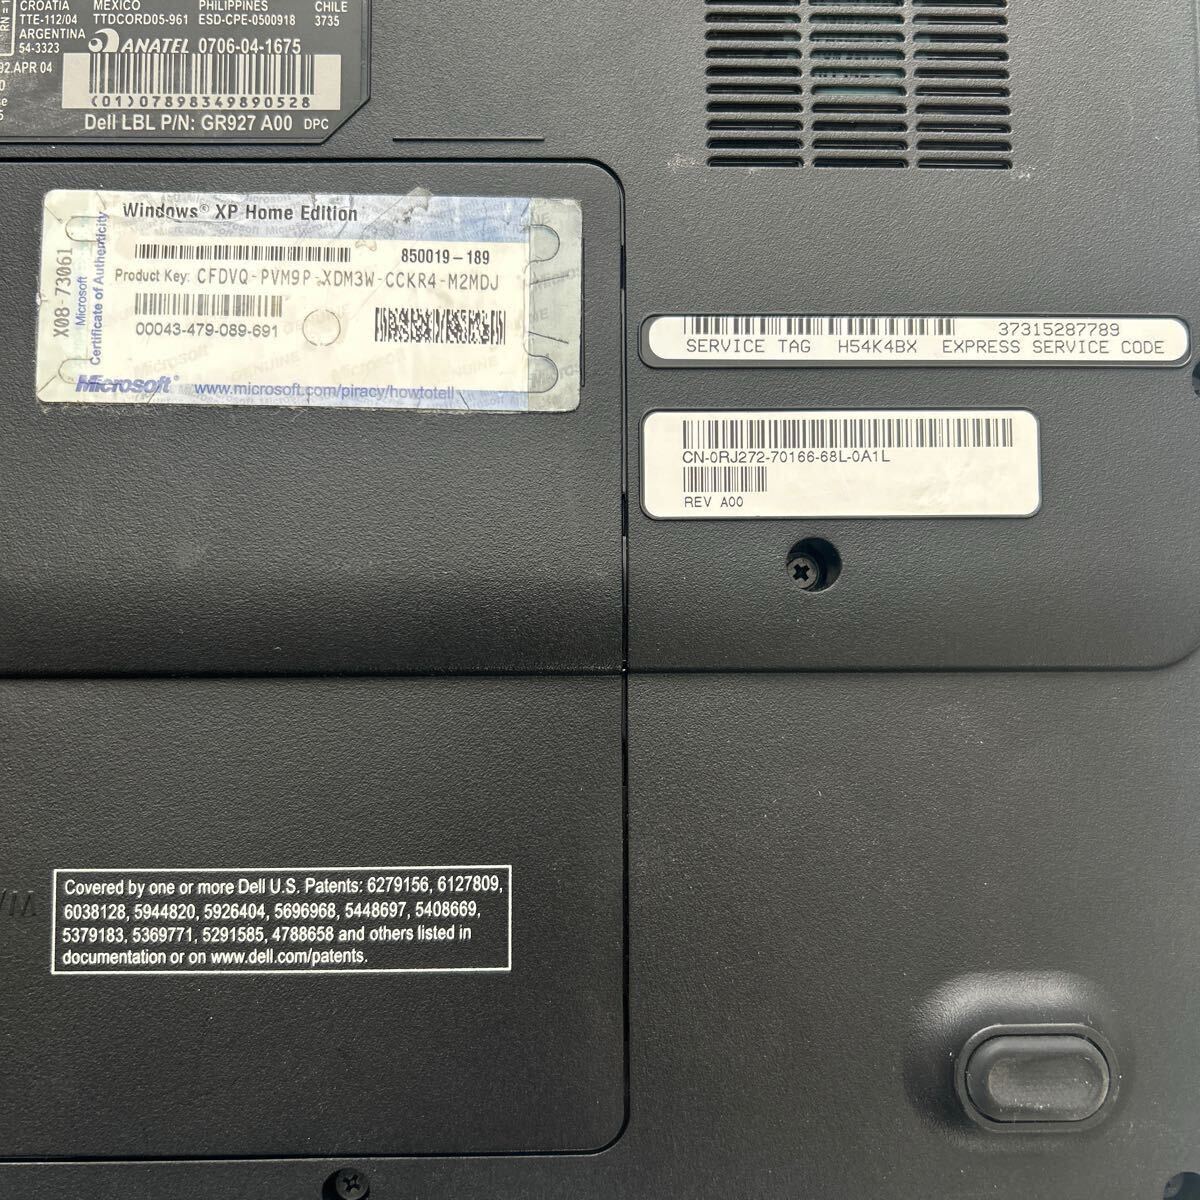 CROATIA MEXICO PHILIPPINES CHILE
TTE-112/04 TTDCORD05-961 ESD-CPE-0500918 3735
ARGENTINA
54-3323 ANATEL 0706-04-1675
92.APR 04
(01)07898349890528
Dell LBL P/N: GR927 A00 DPC
Windows® XP Home Edition
X08-73061
Microsoft
Certificate of Authenticity
850019-189
Product Key: CFDVQ-PVM9P-XDM3W-CCKR4-M2MDJ
00043-479-089-691
GENUINE
Microsoft® www.microsoft.com/piracy/howtotell
37315287789
SERVICE TAG H54K4BX EXPRESS SERVICE CODE
CN-0RJ272-70166-68L-0A1L
REV A00
Covered by one or more Dell U.S. Patents: 6279156, 6127809,
6038128, 5944820, 5926404, 5696968, 5448697, 5408669,
5379183, 5369771, 5291585, 4788658 and others listed in
documentation or on www.dell.com/patents.